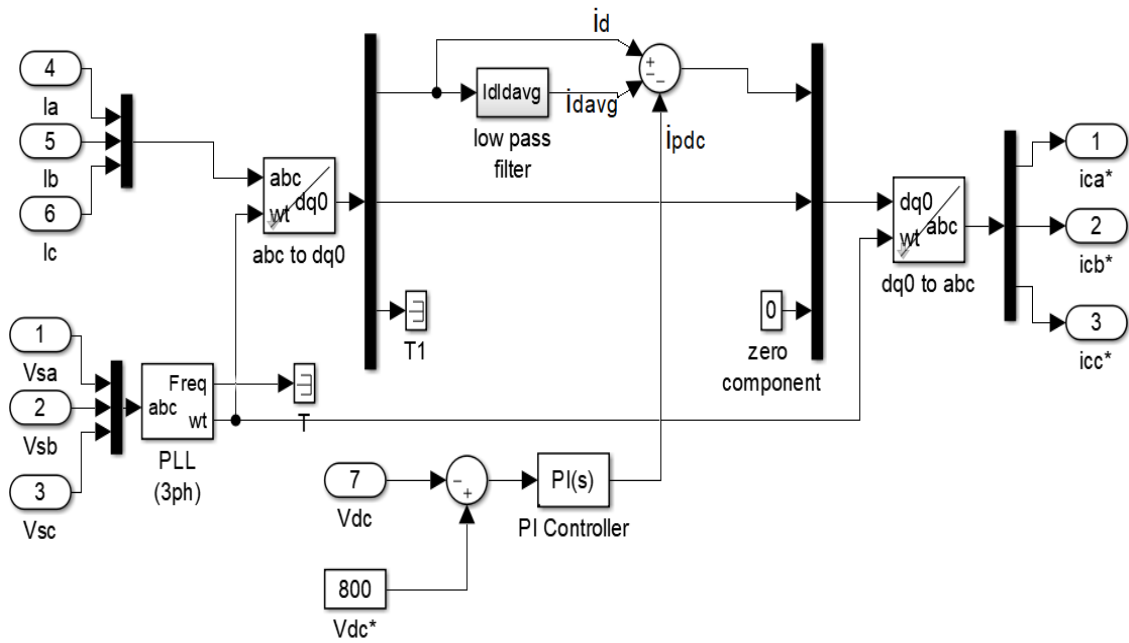 4
Ia
5
Ib
6
Ic
abc
dq0
wt
abc to dq0
id
IdIdavg
idavg
low pass
filter
+
−
−
ipdc
T1
0
zero
component
dq0
abc
wt
dq0 to abc
1
ica*
2
icb*
3
icc*
1
Vsa
2
Vsb
3
Vsc
Freq
abc
wt
PLL
(3ph)
T
7
Vdc
−
+
PI(s)
PI Controller
800
Vdc*